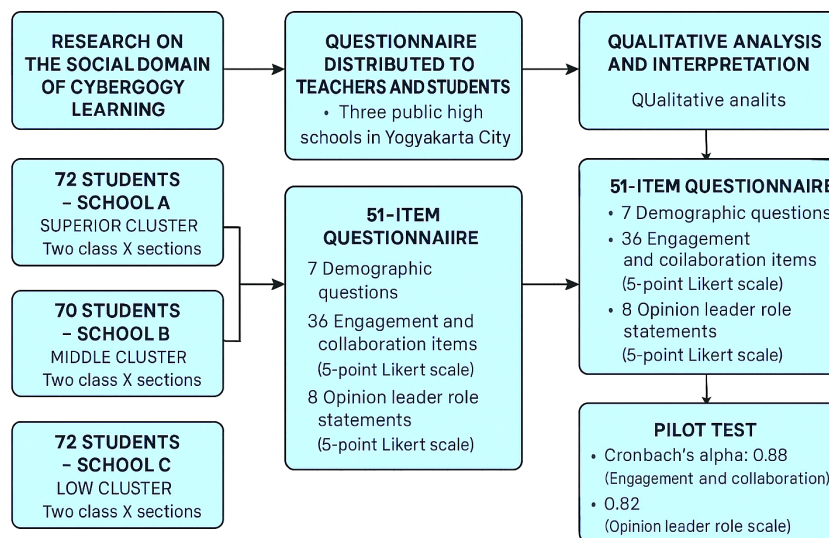 RESEARCH ON
THE SOCIAL DOMAIN
OF CYBERGOGY
LEARNING
QUESTIONNAIRE
DISTRIBUTED TO
TEACHERS AND STUDENTS
• Three public high
schools in Yogyakarta City
QUALITATIVE ANALYSIS
AND INTERPRETATION
QUalitative analits
72 STUDENTS
– SCHOOL A
SUPERIOR CLUSTER
Two class X sections
70 STUDENTS
– SCHOOL B
MIDDLE CLUSTER
Two class X sections
72 STUDENTS
– SCHOOL C
LOW CLUSTER
Two class X sections
51-ITEM
QUESTIONNAIIRE
7 Demographic
questions
36 Engagement and
collaboration items
(5-point Likert scale)
8 Opinion leader role
statements
(5-point Likert scale)
51-ITEM QUESTIONNAIRE
• 7 Demographic questions
• 36 Engagement
and collaboration items
(5-point Likert scale)
• 8 Opinion leader role
statements
(5-point Likert scale)
PILOT TEST
• Cronbach's alpha: 0.88
(Engagement and collaboration)
• 0.82
(Opinion leader role scale)